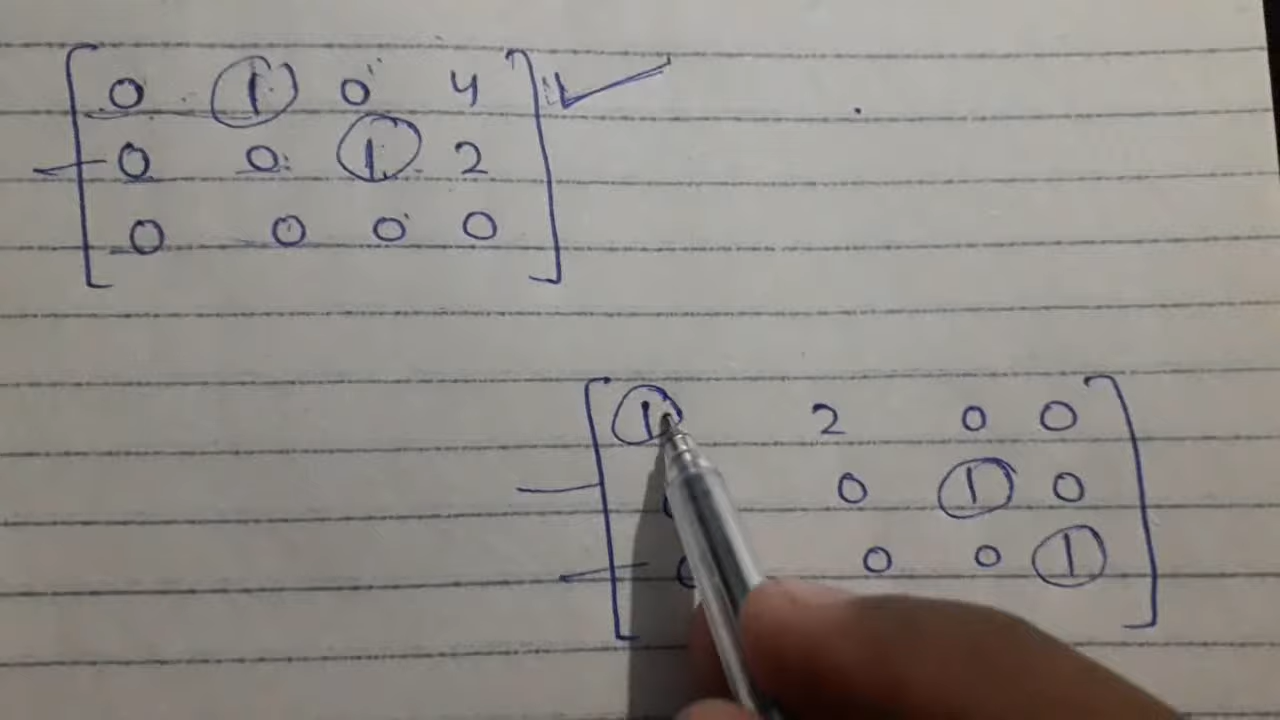 0 1 0 4
0 0 1 2
0 0 0 0
1 2 0 0
0 1 0
0 0 1